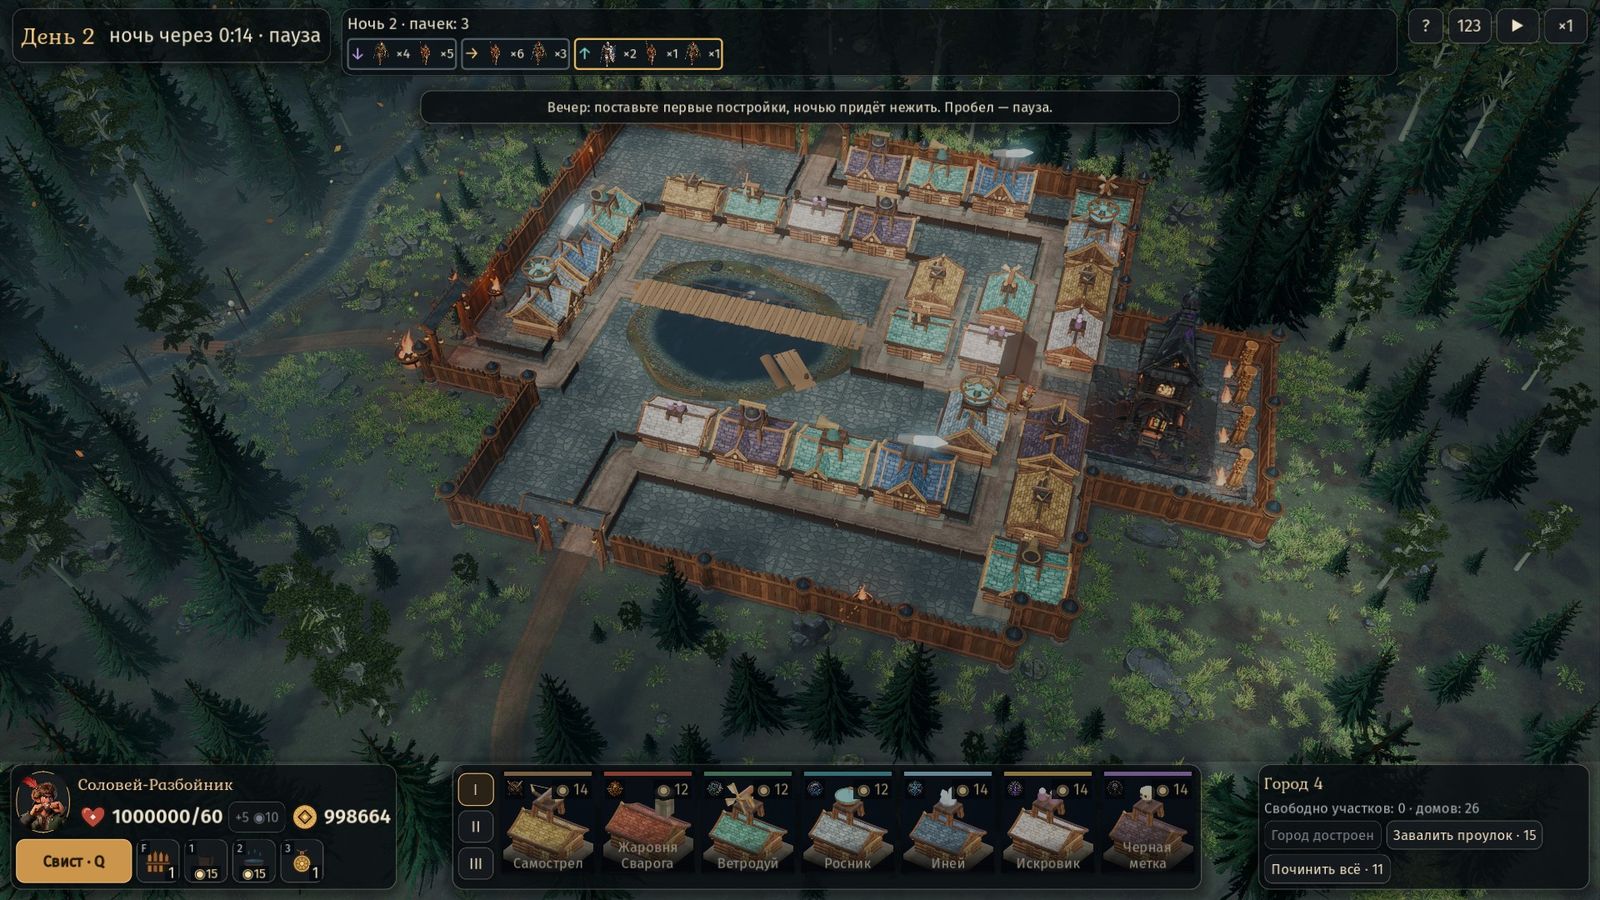 День 2 ночь через 0:14 · пауза
Ночь 2 · пачек: 3
↓ ×4 ×5 → ×6 ×3 ↑ ×2 ×1 ×1
? 123 ▶ ×1
Вечер: поставьте первые постройки, ночью придёт нежить. Пробел — пауза.
Соловей-Разбойник
1000000/60 +5 10 998664
Свист · Q
F 1
1 15
2 15
3 1
I
II
III
14
Самострел
12
Жаровня
Сварога
12
Ветродуй
12
Росник
14
Иней
14
Искровик
14
Черная
метка
Город 4
Свободно участков: 0 · домов: 26
Город достроен
Завалить проулок · 15
Починить всё · 11